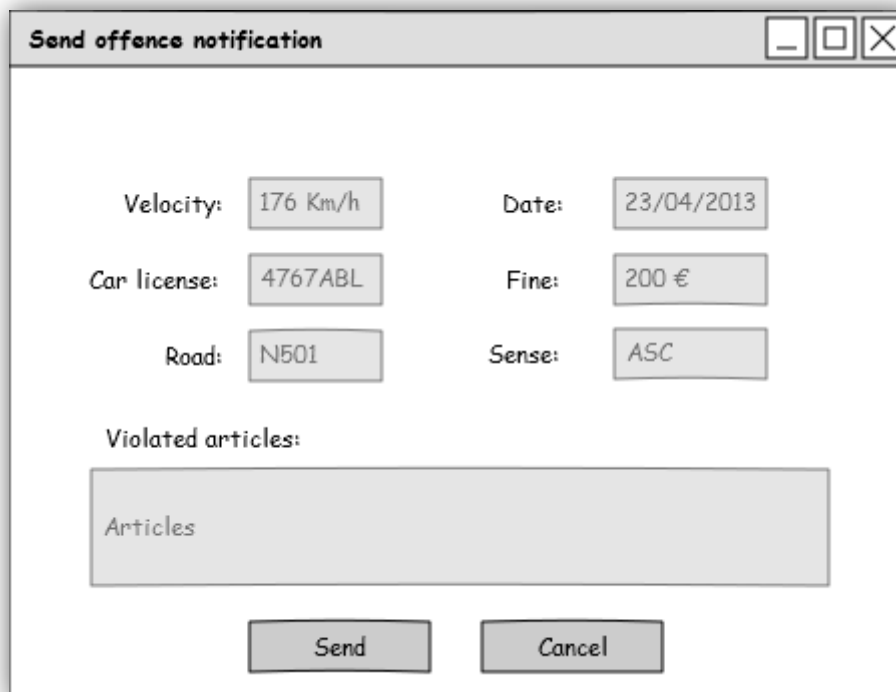 Send offence notification
Velocity: 176 Km/h Date: 23/04/2013
Car license: 4767ABL Fine: 200 €
Road: N501 Sense: ASC
Violated articles:
Articles
Send Cancel